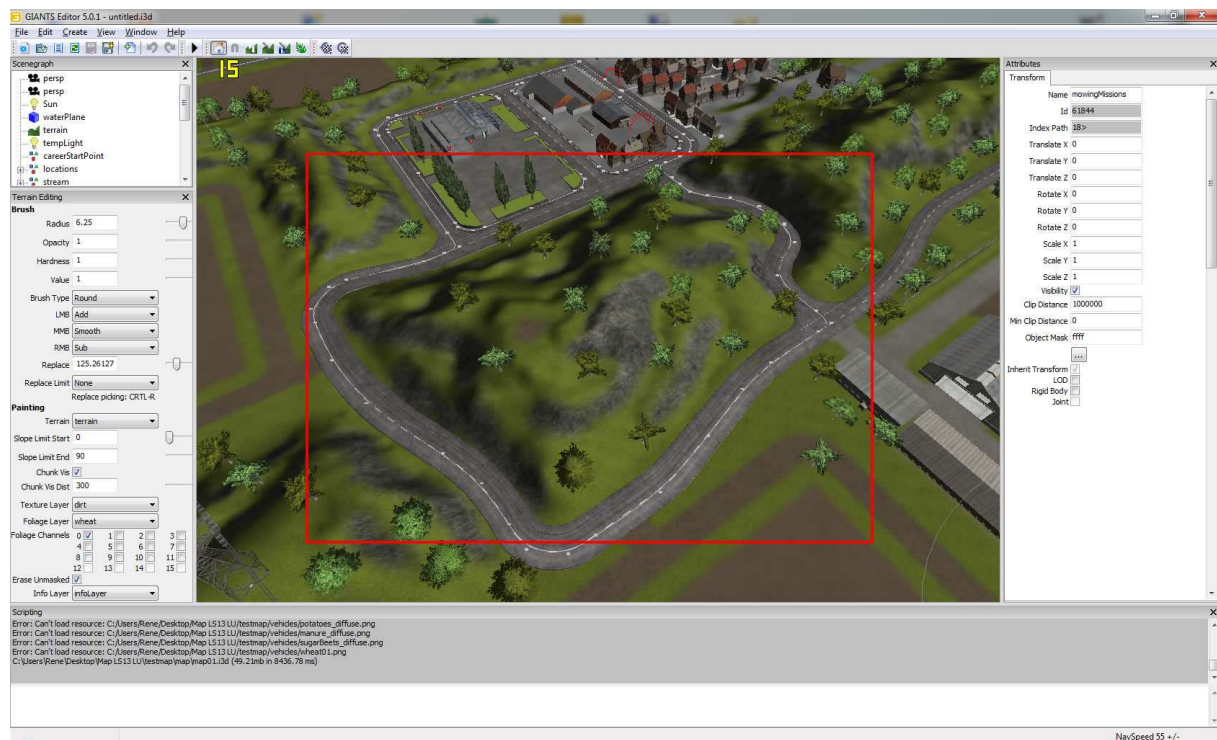 GIANTS Editor 5.0.1 - untitled.i3d
File Edit Create View Window Help
Scenegraph
persp
persp
Sun
waterPlane
terrain
tempLight
careerStartPoint
locations
stream
Terrain Editing
Brush
Radius 6.25
Opacity 1
Hardness 1
Value 1
Brush Type Round
LMB Add
MMB Smooth
RMB Sub
Replace 125.26127
Replace Limit None
Replace picking: CRTL-R
Painting
Terrain terrain
Slope Limit Start 0
Slope Limit End 90
Chunk Vis
Chunk Vis Dist 300
Texture Layer dirt
Foliage Layer wheat
Foliage Channels 0 1 2 3
4 5 6 7
8 9 10 11
12 13 14 15
Erase Unmasked
Info Layer infoLayer
15
Attributes
Transform
Name mowingMissions
Id 61844
Index Path 18>
Translate X 0
Translate Y 0
Translate Z 0
Rotate X 0
Rotate Y 0
Rotate Z 0
Scale X 1
Scale Y 1
Scale Z 1
Visibility
Clip Distance 1000000
Min Clip Distance 0
Object Mask ffff
...
Inherit Transform
LOD
Rigid Body
Joint
Scripting
Error: Can't load resource: C:/Users/Rene/Desktop/Map LS13 LU/testmap/vehicles/potatoes_diffuse.png
Error: Can't load resource: C:/Users/Rene/Desktop/Map LS13 LU/testmap/vehicles/manure_diffuse.png
Error: Can't load resource: C:/Users/Rene/Desktop/Map LS13 LU/testmap/vehicles/sugarBeets_diffuse.png
Error: Can't load resource: C:/Users/Rene/Desktop/Map LS13 LU/testmap/vehicles/wheat01.png
C:\Users\Rene\Desktop\Map LS13 LU\testmap\map\map01.i3d (49.21mb in 8436.78 ms)
NavSpeed 55 +/-